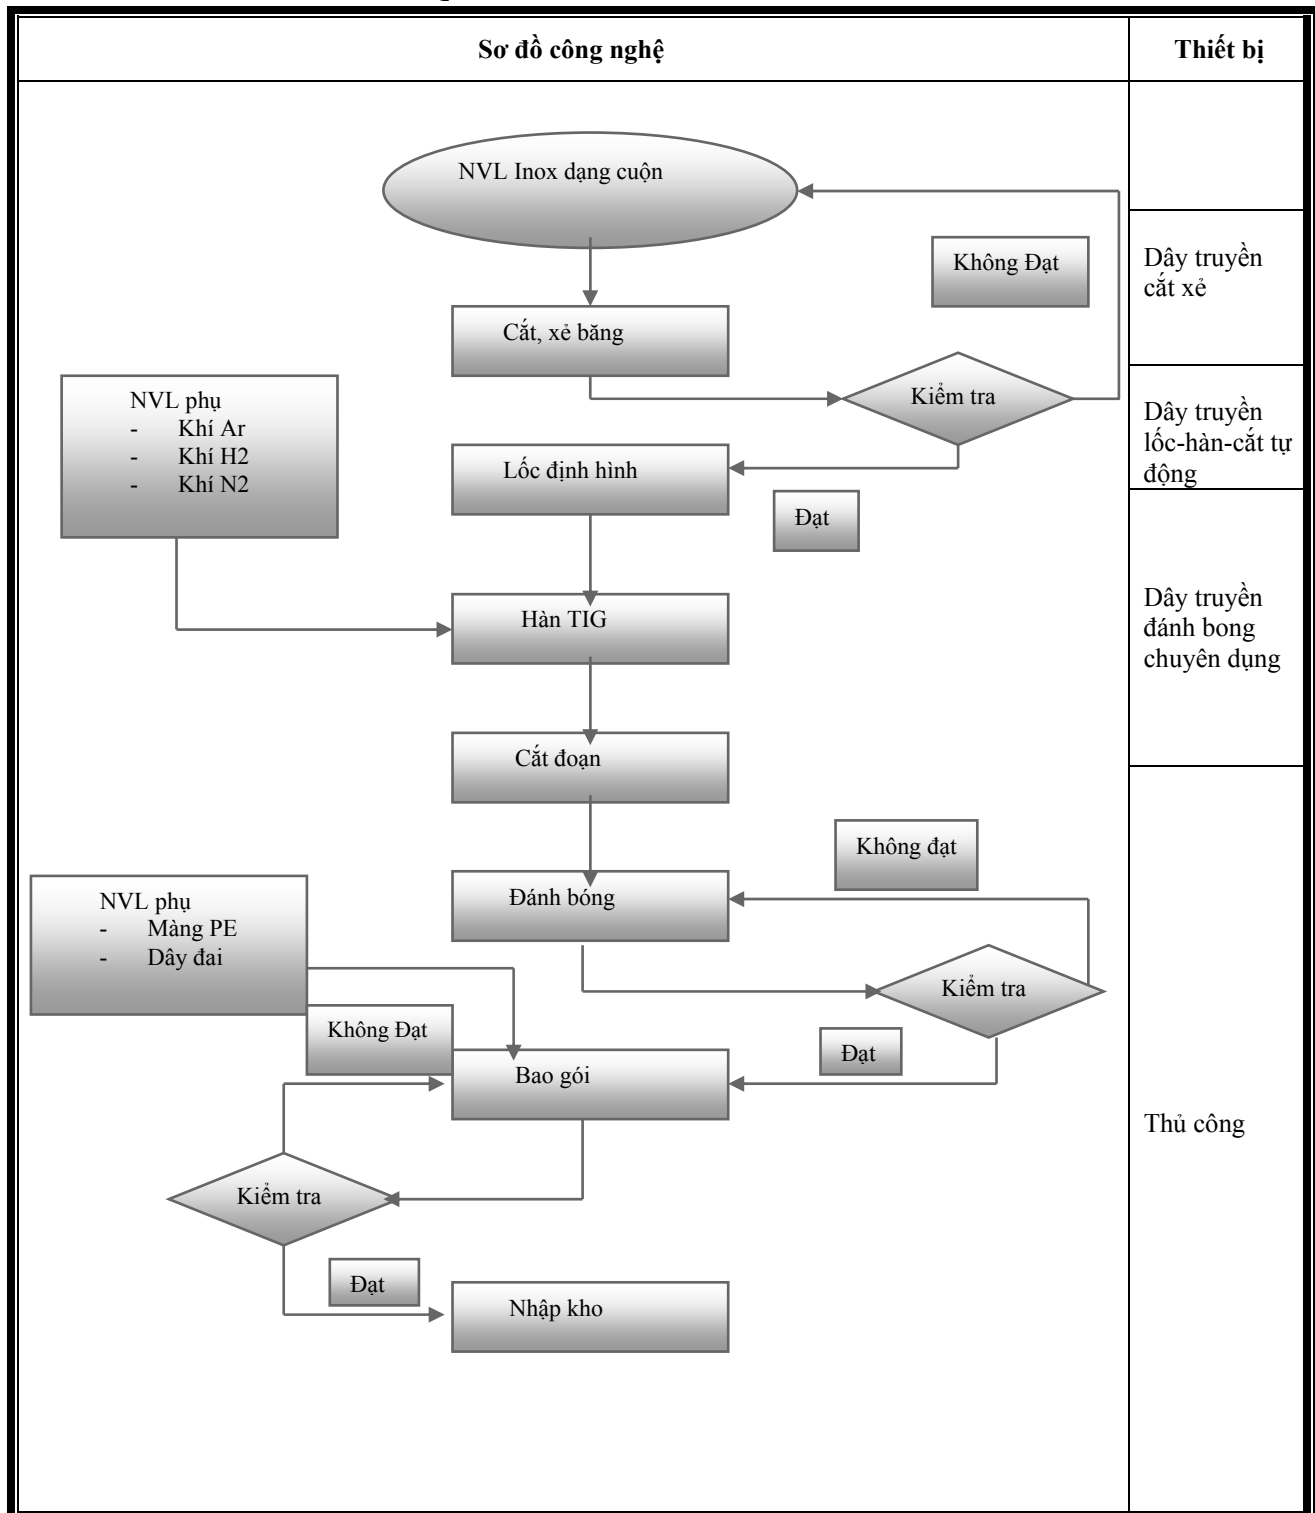 Sơ đồ công nghệ
Thiết bị
NVL Inox dạng cuộn
Không Đạt
Dây truyền
cắt xẻ
Cắt, xẻ băng
Kiểm tra
NVL phụ
- Khí Ar
- Khí H2
- Khí N2
Dây truyền
lốc-hàn-cắt tự
động
Lốc định hình
Đạt
Hàn TIG
Dây truyền
đánh bong
chuyên dụng
Cắt đoạn
Không đạt
Đánh bóng
NVL phụ
- Màng PE
- Dây đai
Kiểm tra
Không Đạt
Đạt
Bao gói
Thủ công
Kiểm tra
Đạt
Nhập kho